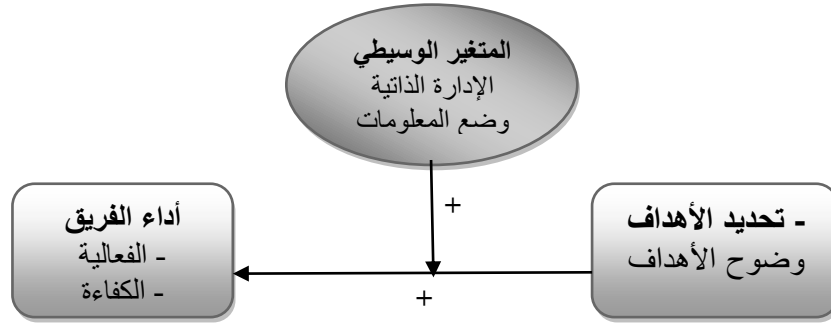 المتغير الوسيطي
الإدارة الذاتية
وضع المعلومات
+
- تحديد الأهداف
وضوح الأهداف
أداء الفريق
- الفعالية
- الكفاءة
+